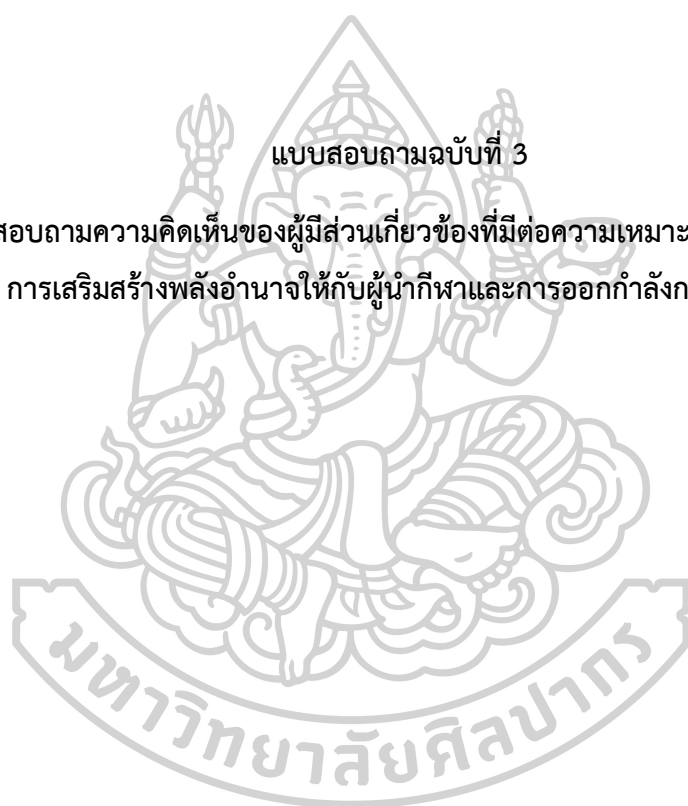 แบบสอบถามฉบับที่ 3
สอบถามความคิดเห็นของผู้มีส่วนเกี่ยวข้องที่มีต่อความเหมาะ
การเสริมสร้างพลังอำนาจให้กับผู้นำกีฬาและการออกกำลังก
มหาวิทยาลัยศิลปากร